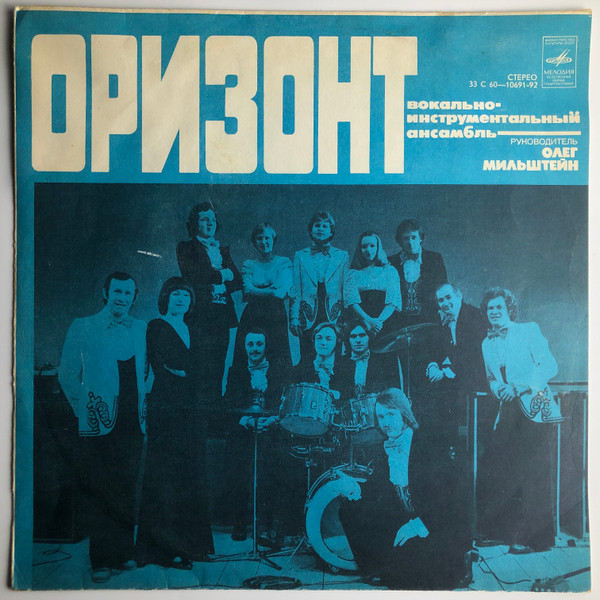 ОРИЗОНТ
МЕЛОДИЯ
СТЕРЕО
33 С 60—10691-92
вокально-
инструментальный
ансамбль
РУКОВОДИТЕЛЬ
ОЛЕГ
МИЛЬШТЕЙН